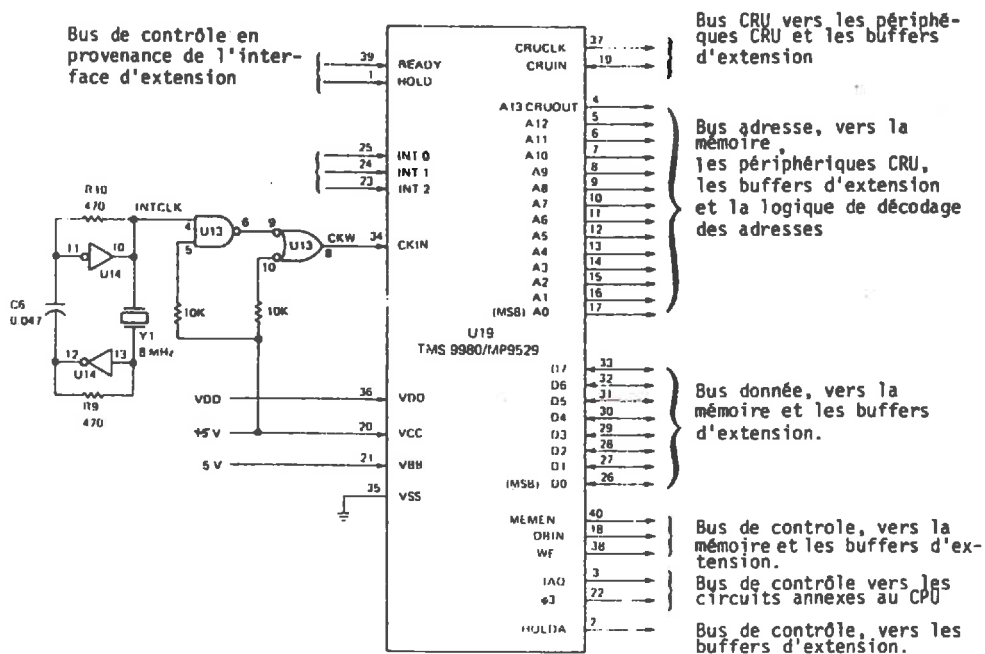 Bus de contrôle en
provenance de l'inter-
face d'extension
39
READY
1
HOLD
25
INT 0
24
INT 1
23
INT 2
R10
470
INTCLK
11
10
U14
C6
0.047
Y1
8 MHz
12
13
U14
R9
470
4
5
U13
6
9
10
U13
8
CKW
34
CKIN
10K
10K
VDD
36
VDD
+5 V
20
VCC
5 V
21
VBB
35
VSS
U19
TMS 9980/MP9529
CRUCLK
37
CRUIN
19
Bus CRU vers les périphé-
ques CRU et les buffers
d'extension
A13 CRUOUT
4
A12
5
A11
6
A10
7
A9
8
A8
9
A7
10
A6
11
A5
12
A4
13
A3
14
A2
15
A1
16
(MSB) A0
17
Bus adresse, vers la
mémoire,
les périphériques CRU,
les buffers d'extension
et la logique de décodage
des adresses
D7
33
D6
32
D5
31
D4
30
D3
29
D2
28
D1
27
(MSB) D0
26
Bus donnée, vers la
mémoire et les buffers
d'extension.
MEMEN
40
DBIN
18
WE
38
Bus de controle, vers la
mémoire et les buffers d'ex-
tension.
IAQ
3
φ3
22
Bus de contrôle vers les
circuits annexes au CPU
HOLDA
2
Bus de contrôle, vers les
buffers d'extension.